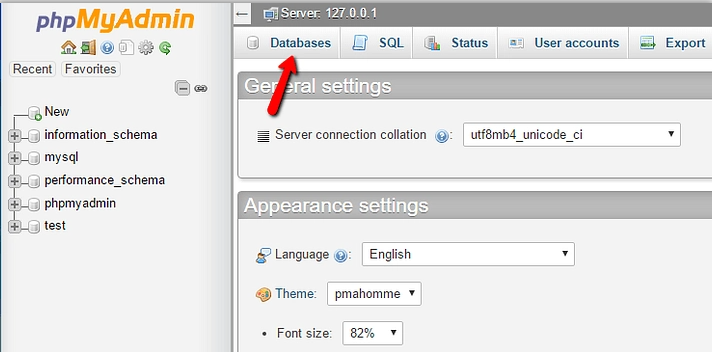 phpMyAdmin
Recent Favorites
New
information_schema
mysql
performance_schema
phpmyadmin
test
Server: 127.0.0.1
Databases SQL Status User accounts Export
General settings
Server connection collation : utf8mb4_unicode_ci
Appearance settings
Language : English
Theme: pmahomme
• Font size: 82%